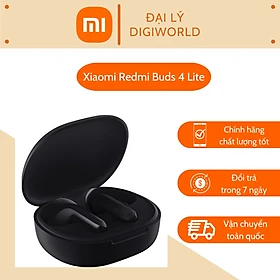 mi
ĐẠI LÝ
DIGIWORLD
Xiaomi Redmi Buds 4 Lite
Chính hãng
chất lượng tốt
Đổi trả
trong 7 ngày
Vận chuyển
toàn quốc